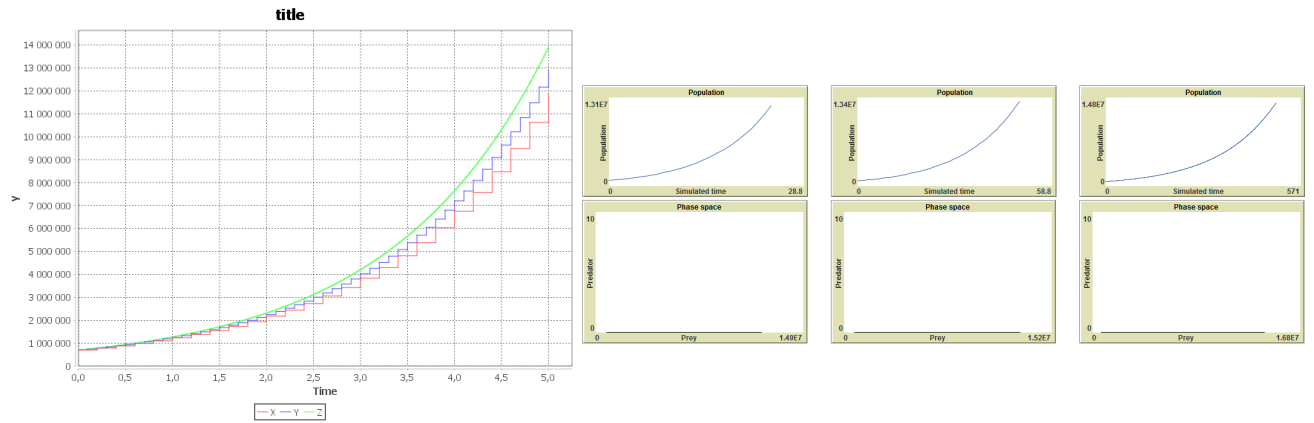 title
14 000 000
13 000 000
12 000 000
11 000 000
10 000 000
9 000 000
8 000 000
7 000 000
6 000 000
5 000 000
4 000 000
3 000 000
2 000 000
1 000 000
0
y
0,0 0,5 1,0 1,5 2,0 2,5 3,0 3,5 4,0 4,5 5,0
Time
X Y Z
Population
1.31E7
Population
0
0 Simulated time 28.8
Phase space
10
Predator
0
0 Prey 1.49E7
Population
1.34E7
Population
0
0 Simulated time 58.8
Phase space
10
Predator
0
0 Prey 1.52E7
Population
1.48E7
Population
0
0 Simulated time 571
Phase space
10
Predator
0
0 Prey 1.68E7